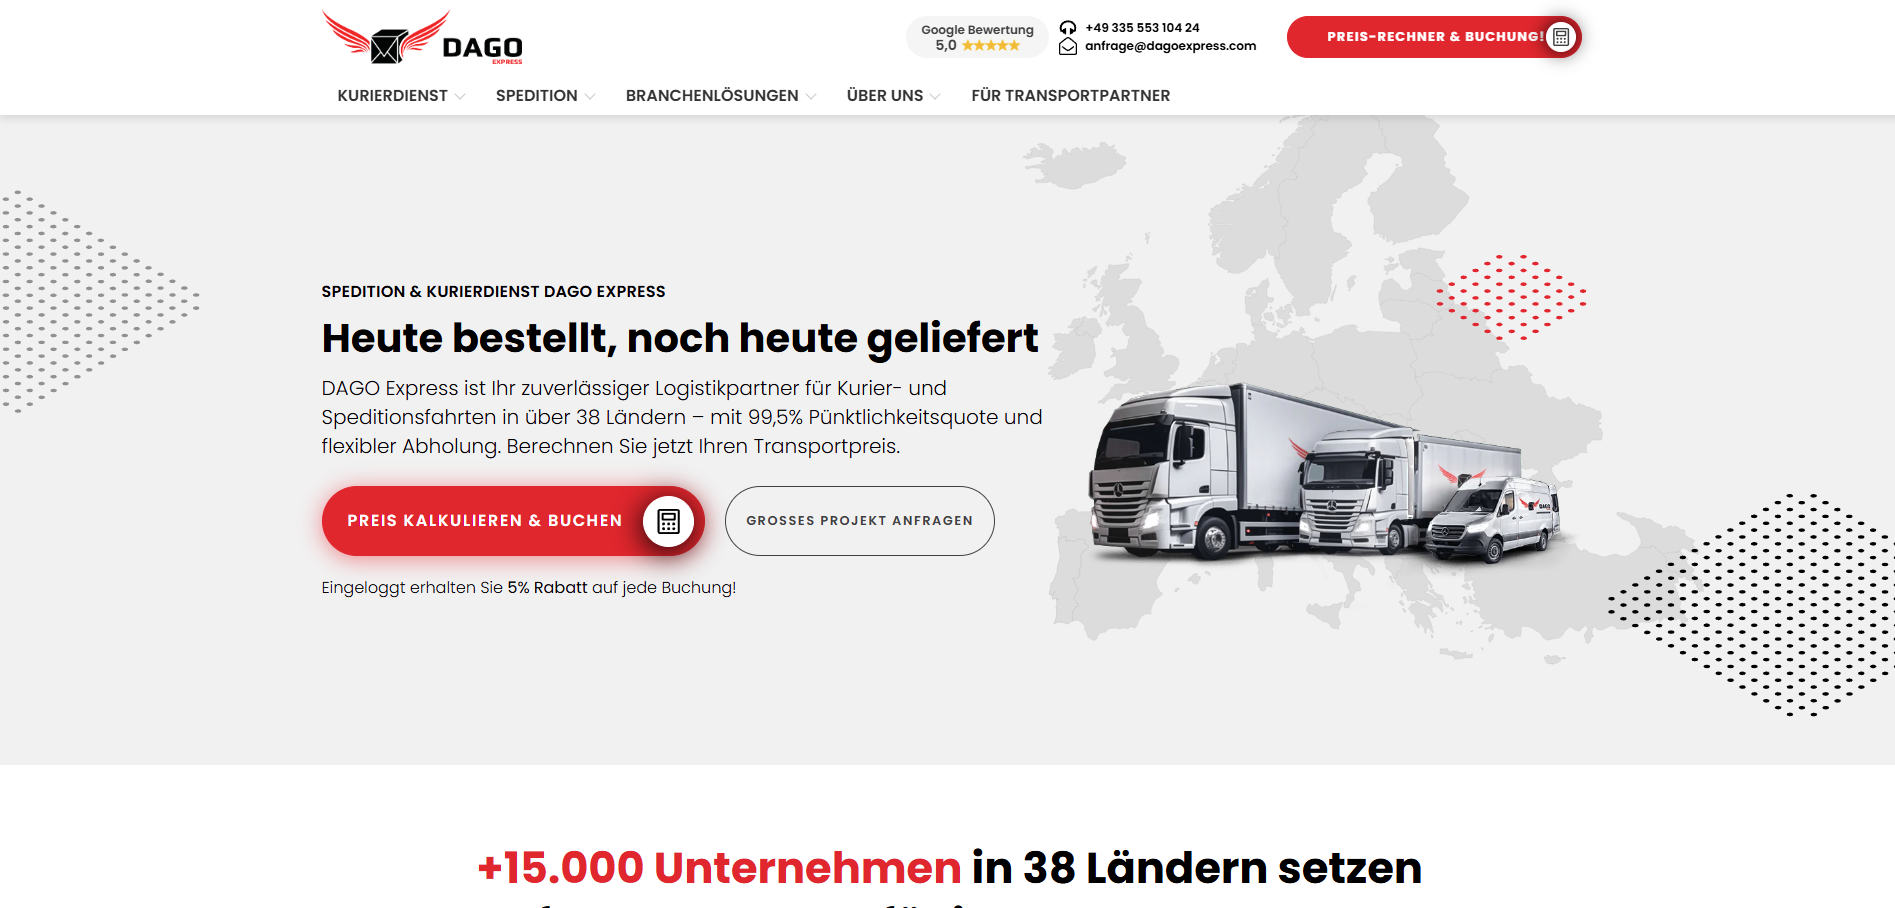 DAGO
EXPRESS
Google Bewertung
5,0
+49 335 553 104 24
anfrage@dagoexpress.com
PREIS-RECHNER & BUCHUNG!
KURIERDIENST
SPEDITION
BRANCHENLÖSUNGEN
ÜBER UNS
FÜR TRANSPORTPARTNER
SPEDITION & KURIERDIENST DAGO EXPRESS
Heute bestellt, noch heute geliefert
DAGO Express ist Ihr zuverlässiger Logistikpartner für Kurier- und
Speditionsfahrten in über 38 Ländern – mit 99,5% Pünktlichkeitsquote und
flexibler Abholung. Berechnen Sie jetzt Ihren Transportpreis.
PREIS KALKULIEREN & BUCHEN
GROSSES PROJEKT ANFRAGEN
Eingeloggt erhalten Sie 5% Rabatt auf jede Buchung!
DAGO
+15.000 Unternehmen in 38 Ländern setzen